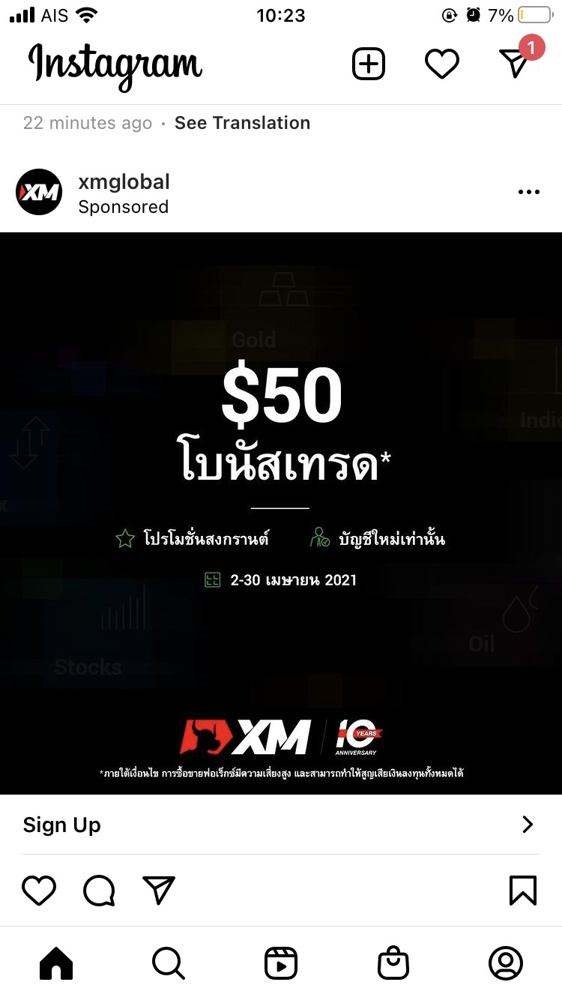 AIS 10:23 7%
Instagram 1
22 minutes ago · See Translation
XM xmglobal
Sponsored
Gold
$50
โบนัสเทรด*
Indi
x
โปรโมชั่นสงกรานต์ บัญชีใหม่เท่านั้น
2-30 เมษายน 2021
Oil
Stocks
XM 10 YEARS ANNIVERSARY
*ภายใต้เงื่อนไข การซื้อขายฟอเร็กซ์มีความเสี่ยงสูง และสามารถทำให้สูญเสียเงินลงทุนทั้งหมดได้
Sign Up